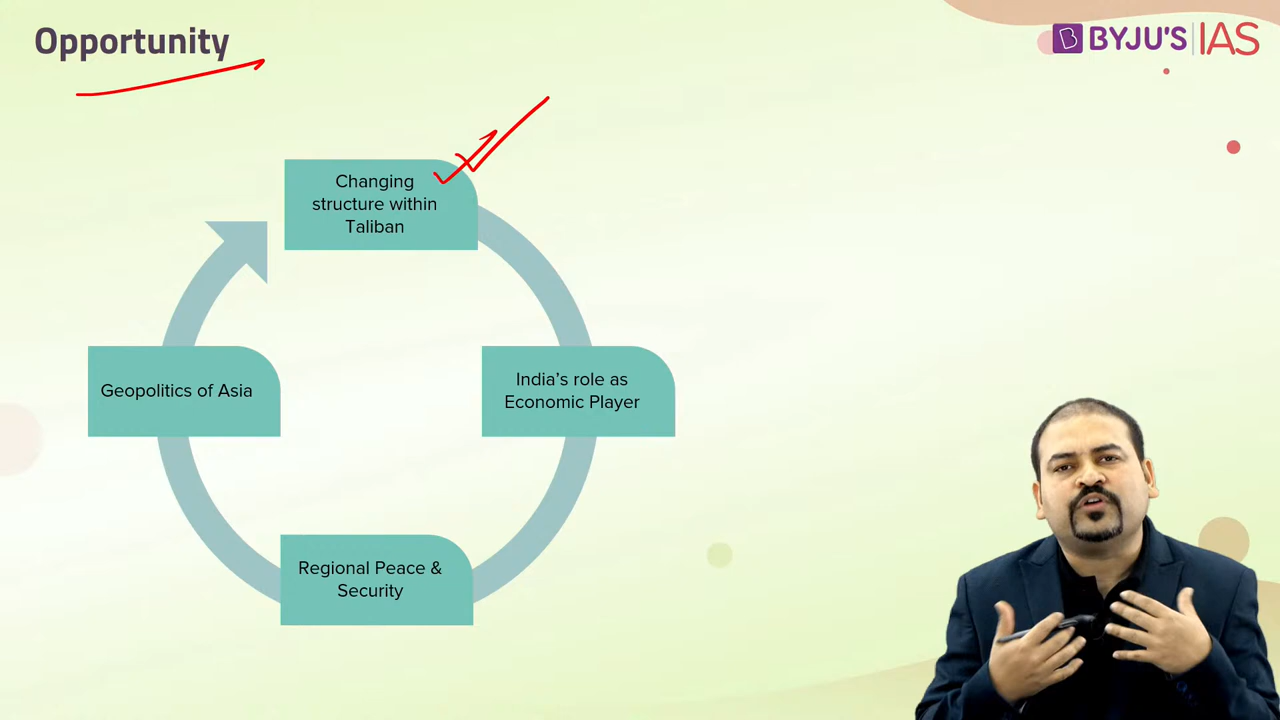 Opportunity
BYJU'S IAS
Changing
structure within
Taliban
Geopolitics of Asia
India’s role as
Economic Player
Regional Peace &
Security